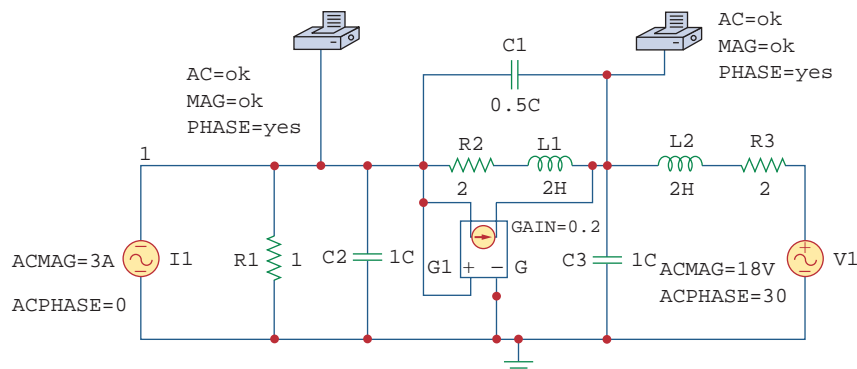 AC=ok
MAG=ok
PHASE=yes
AC=ok
MAG=ok
PHASE=yes
C1
0.5C
1
R2
2
L1
2H
L2
2H
R3
2
GAIN=0.2
G1
+
−
G
ACMAG=3A
I1
ACPHASE=0
R1
1
C2
1C
C3
1C
ACMAG=18V
ACPHASE=30
+
V1